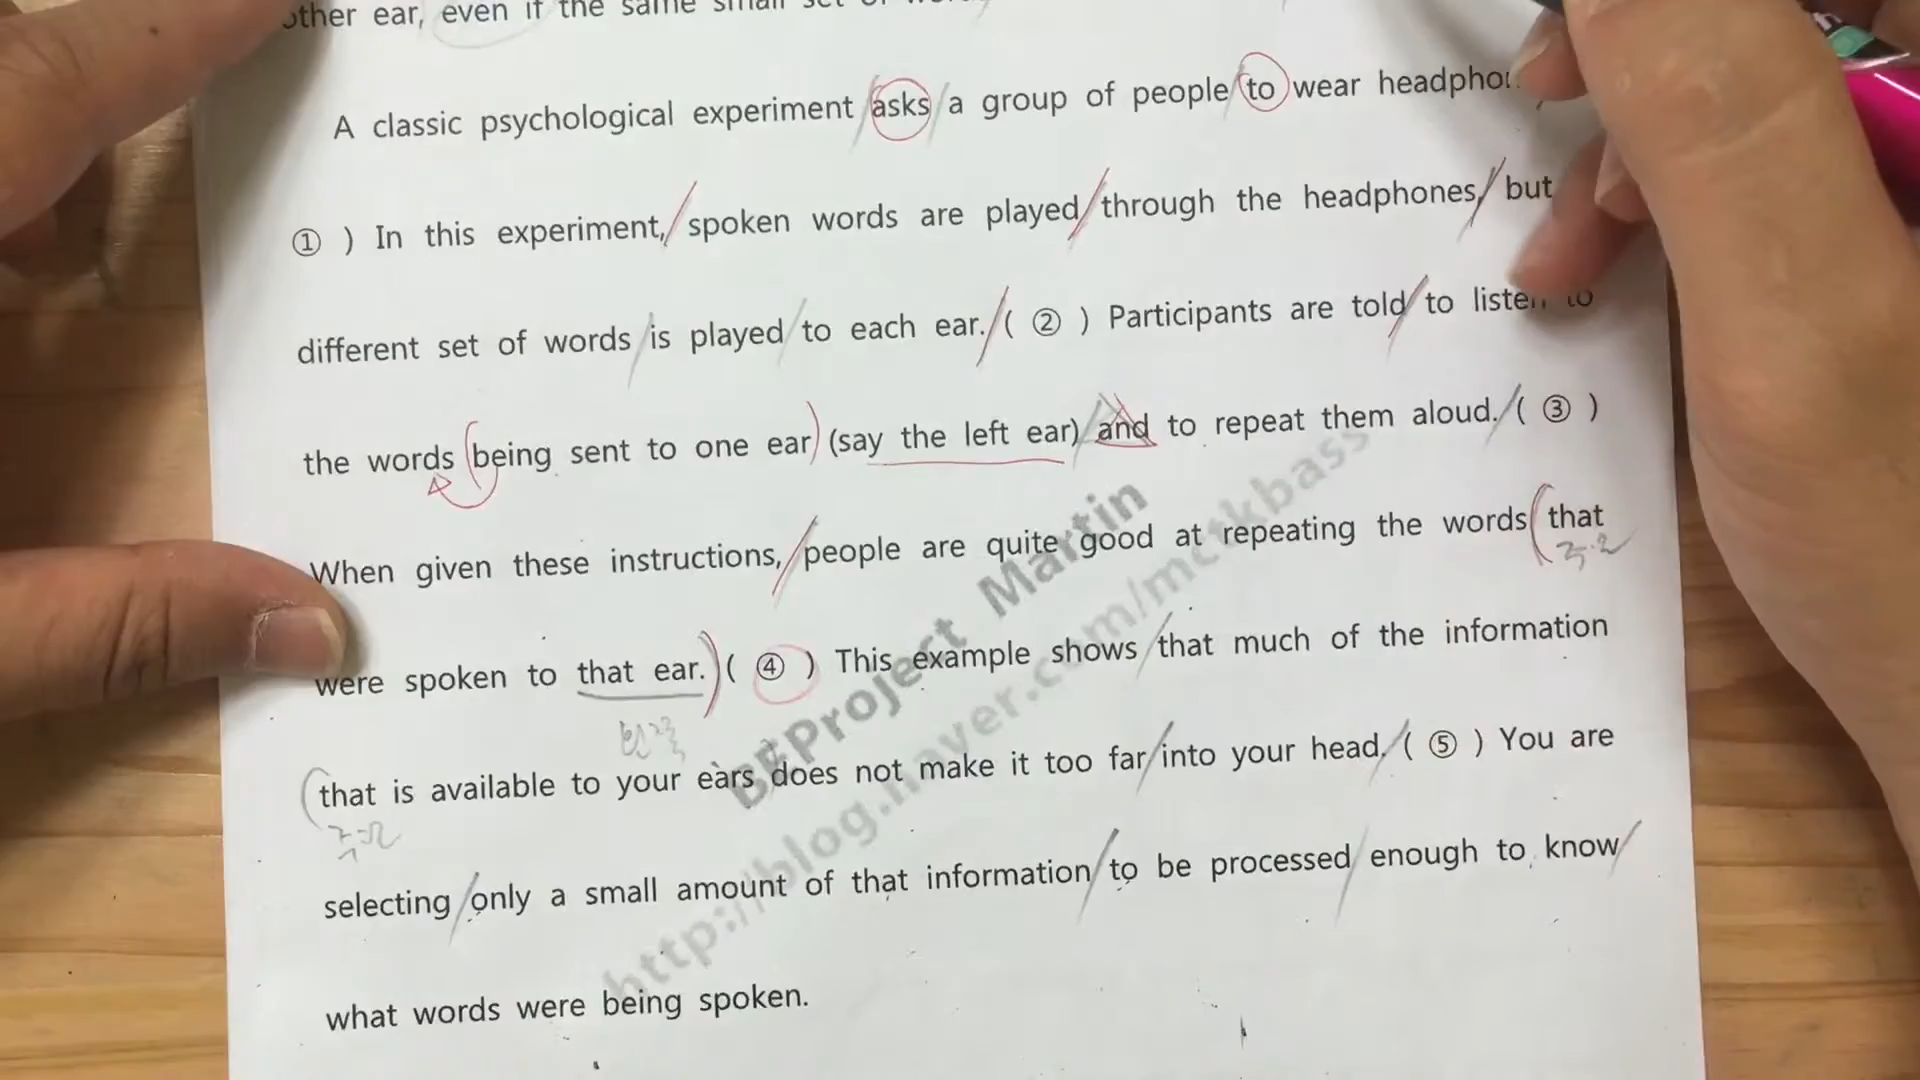 other ear, even if the same small set of
A classic psychological experiment asks a group of people to wear
① ) In this experiment, spoken words are played through the headphones, but
different set of words is played to each ear. ( ② ) Participants are told to listen to
the words being sent to one ear (say the left ear) and to repeat them aloud. ( ③ )
When given these instructions, people are quite good at repeating the words that
were spoken to that ear. ( ④ ) This example shows that much of the information
that is available to your ears does not make it too far into your head. ( ⑤ ) You are
selecting only a small amount of that information to be processed enough to know
what words were being spoken.
BEProject Martin
http://blog.naver.com/mctkbass